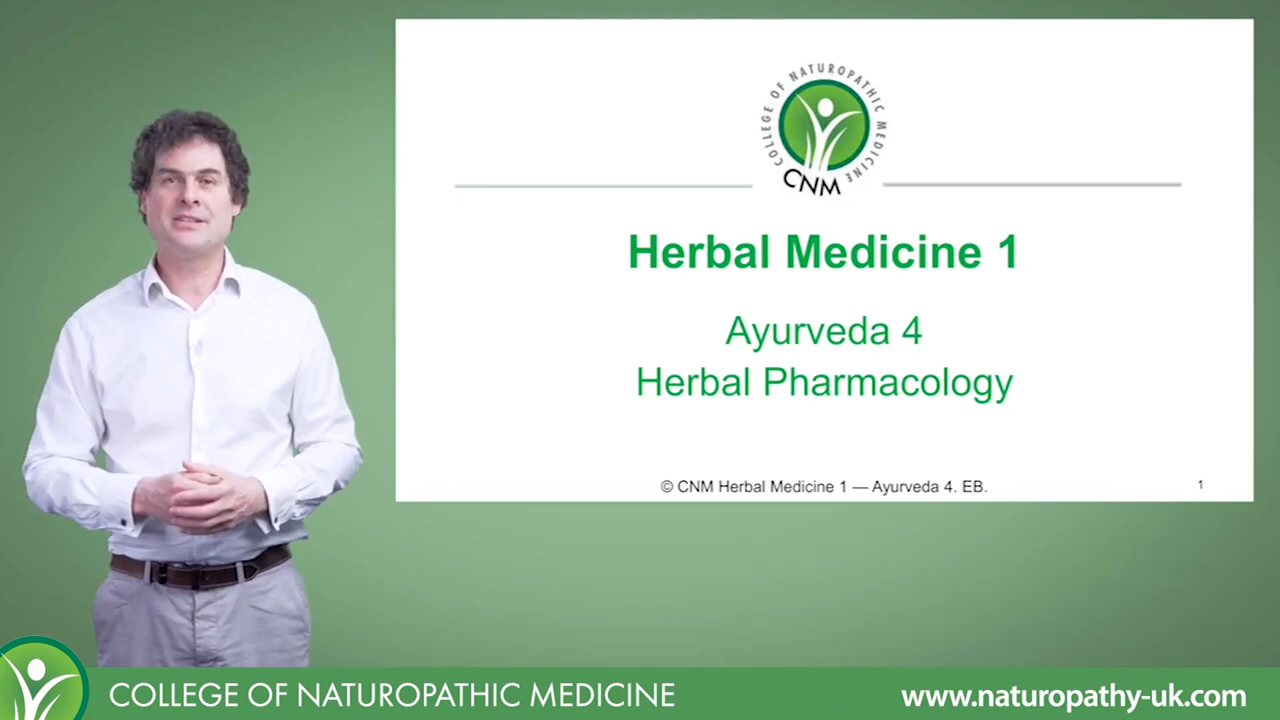 COLLEGE OF NATUROPATHIC MEDICINE
CNM
Herbal Medicine 1
Ayurveda 4
Herbal Pharmacology
© CNM Herbal Medicine 1 — Ayurveda 4. EB.
1
COLLEGE OF NATUROPATHIC MEDICINE
www.naturopathy-uk.com